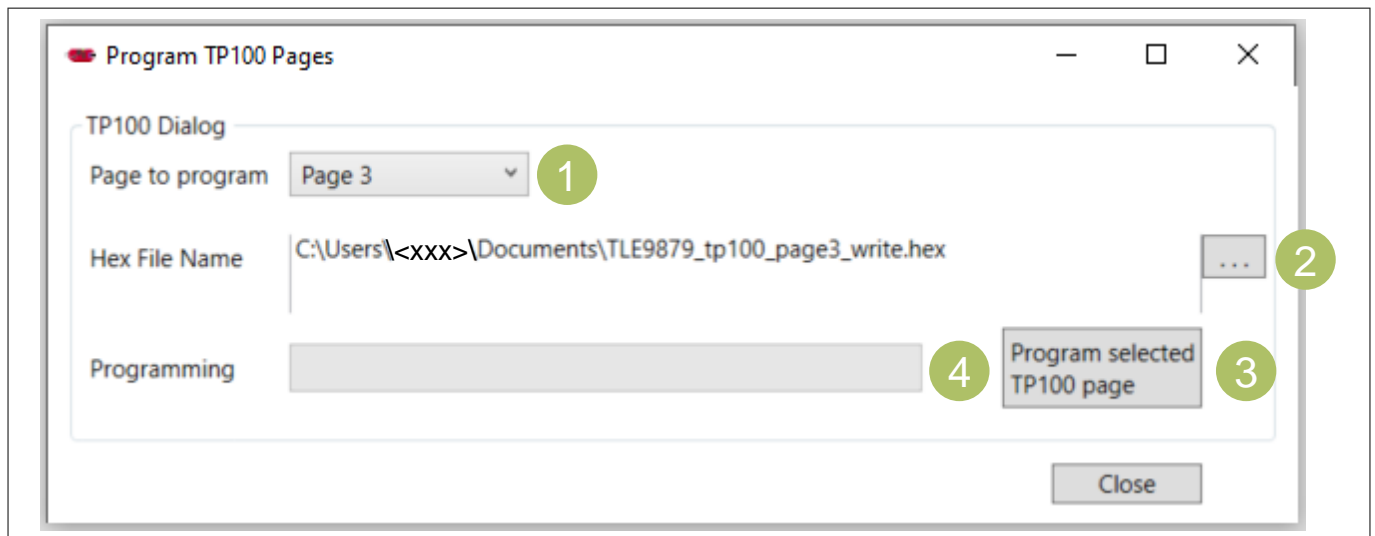 Program TP100 Pages
TP100 Dialog
Page to program Page 3 1
Hex File Name C:\Users\\<xxx>\Documents\TLE9879_tp100_page3_write.hex ... 2
Programming 4 Program selected
TP100 page 3
Close